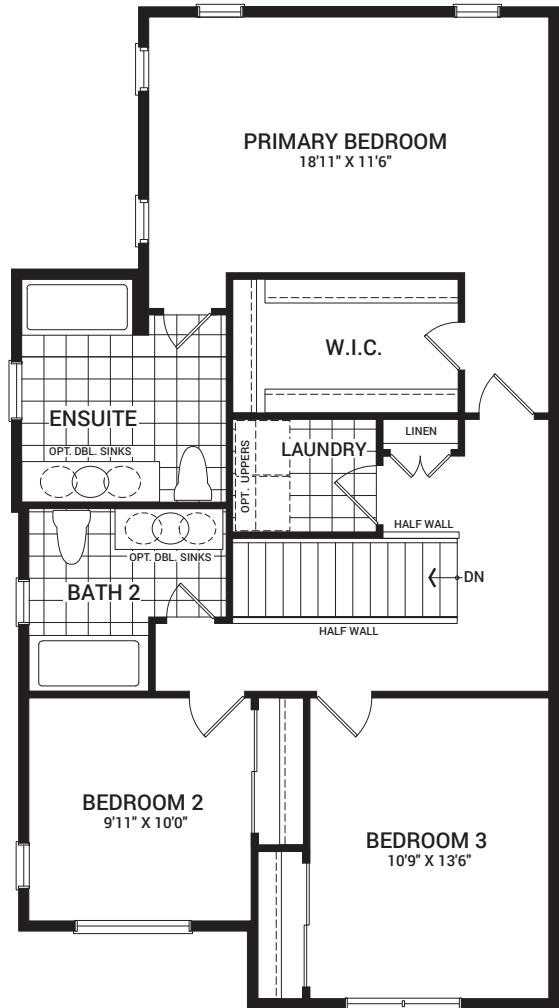 PRIMARY BEDROOM
18'11" X 11'6"
W.I.C.
ENSUITE
OPT. DBL. SINKS
OPT. UPPERS
LAUNDRY
LINEN
HALF WALL
OPT. DBL. SINKS
BATH 2
DN
HALF WALL
BEDROOM 2
9'11" X 10'0"
BEDROOM 3
10'9" X 13'6"